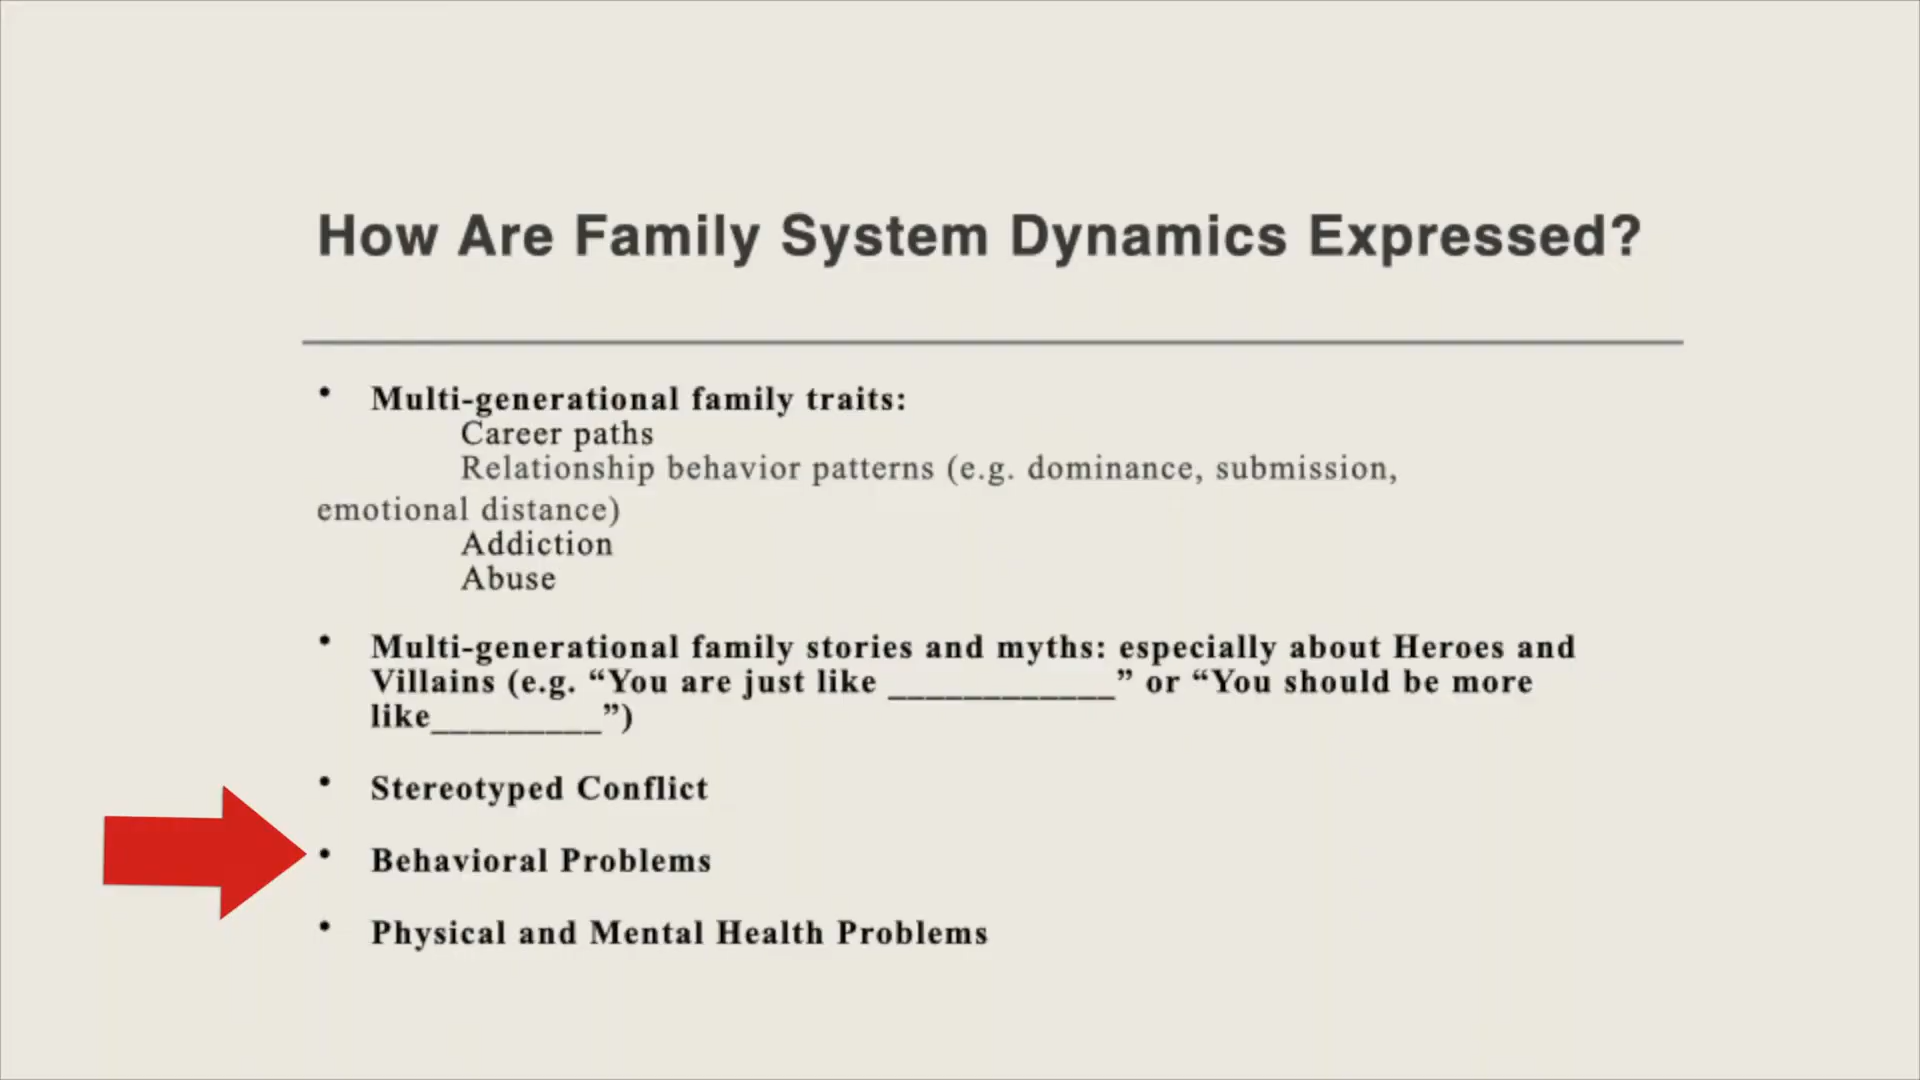 How Are Family System Dynamics Expressed?
• Multi-generational family traits:
Career paths
Relationship behavior patterns (e.g. dominance, submission,
emotional distance)
Addiction
Abuse
• Multi-generational family stories and myths: especially about Heroes and
Villains (e.g. “You are just like ____________” or “You should be more
like_________”)
• Stereotyped Conflict
• Behavioral Problems
• Physical and Mental Health Problems